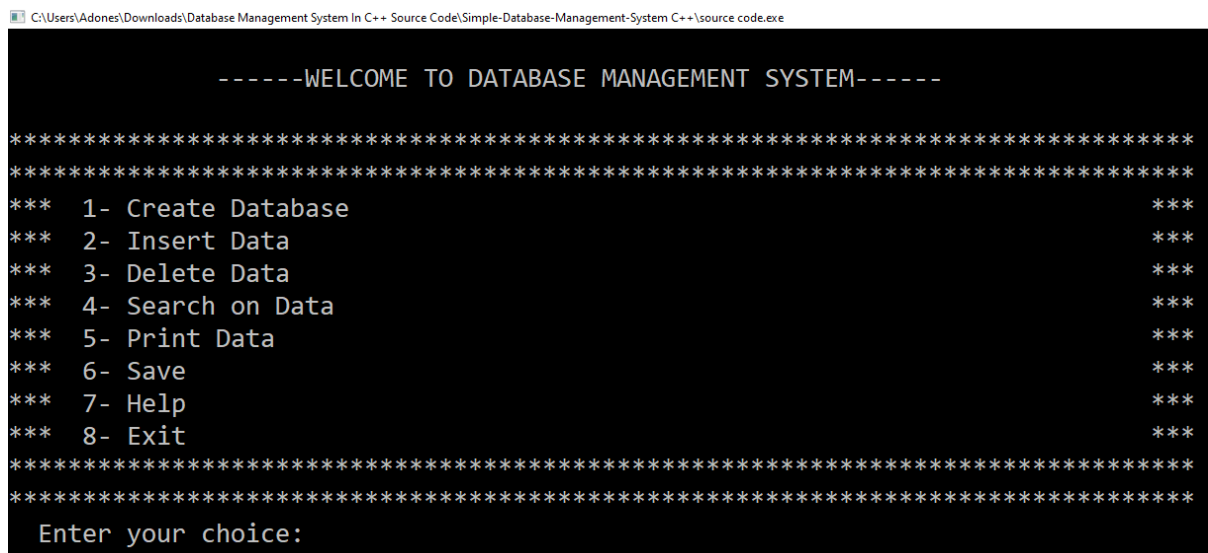 C:\Users\Adones\Downloads\Database Management System In C++ Source Code\Simple-Database-Management-System C++\source code.exe
------WELCOME TO DATABASE MANAGEMENT SYSTEM------
********************************************************************************
********************************************************************************
*** 1- Create Database ***
*** 2- Insert Data ***
*** 3- Delete Data ***
*** 4- Search on Data ***
*** 5- Print Data ***
*** 6- Save ***
*** 7- Help ***
*** 8- Exit ***
********************************************************************************
********************************************************************************
Enter your choice: